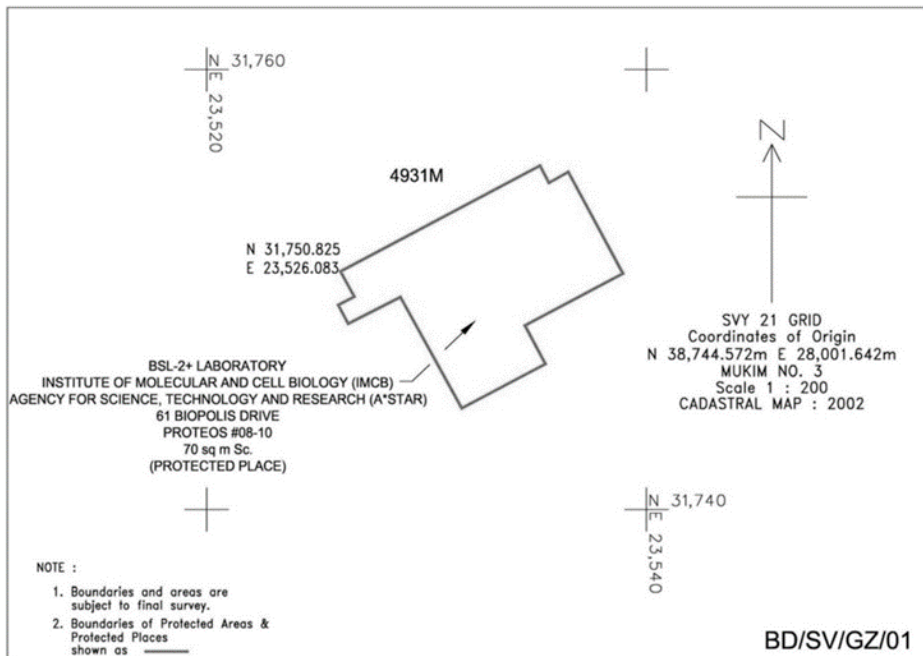 N 31,760
E 23,520
4931M
N 31,750.825
E 23,526.083
N
SVY 21 GRID
Coordinates of Origin
N 38,744.572m E 28,001.642m
MUKIM NO. 3
Scale 1 : 200
CADASTRAL MAP : 2002
BSL-2+ LABORATORY
INSTITUTE OF MOLECULAR AND CELL BIOLOGY (IMCB)
AGENCY FOR SCIENCE, TECHNOLOGY AND RESEARCH (A*STAR)
61 BIOPOLIS DRIVE
PROTEOS #08-10
70 sq m Sc.
(PROTECTED PLACE)
N 31,740
E 23,540
NOTE :
1. Boundaries and areas are
subject to final survey.
2. Boundaries of Protected Areas &
Protected Places
shown as
BD/SV/GZ/01